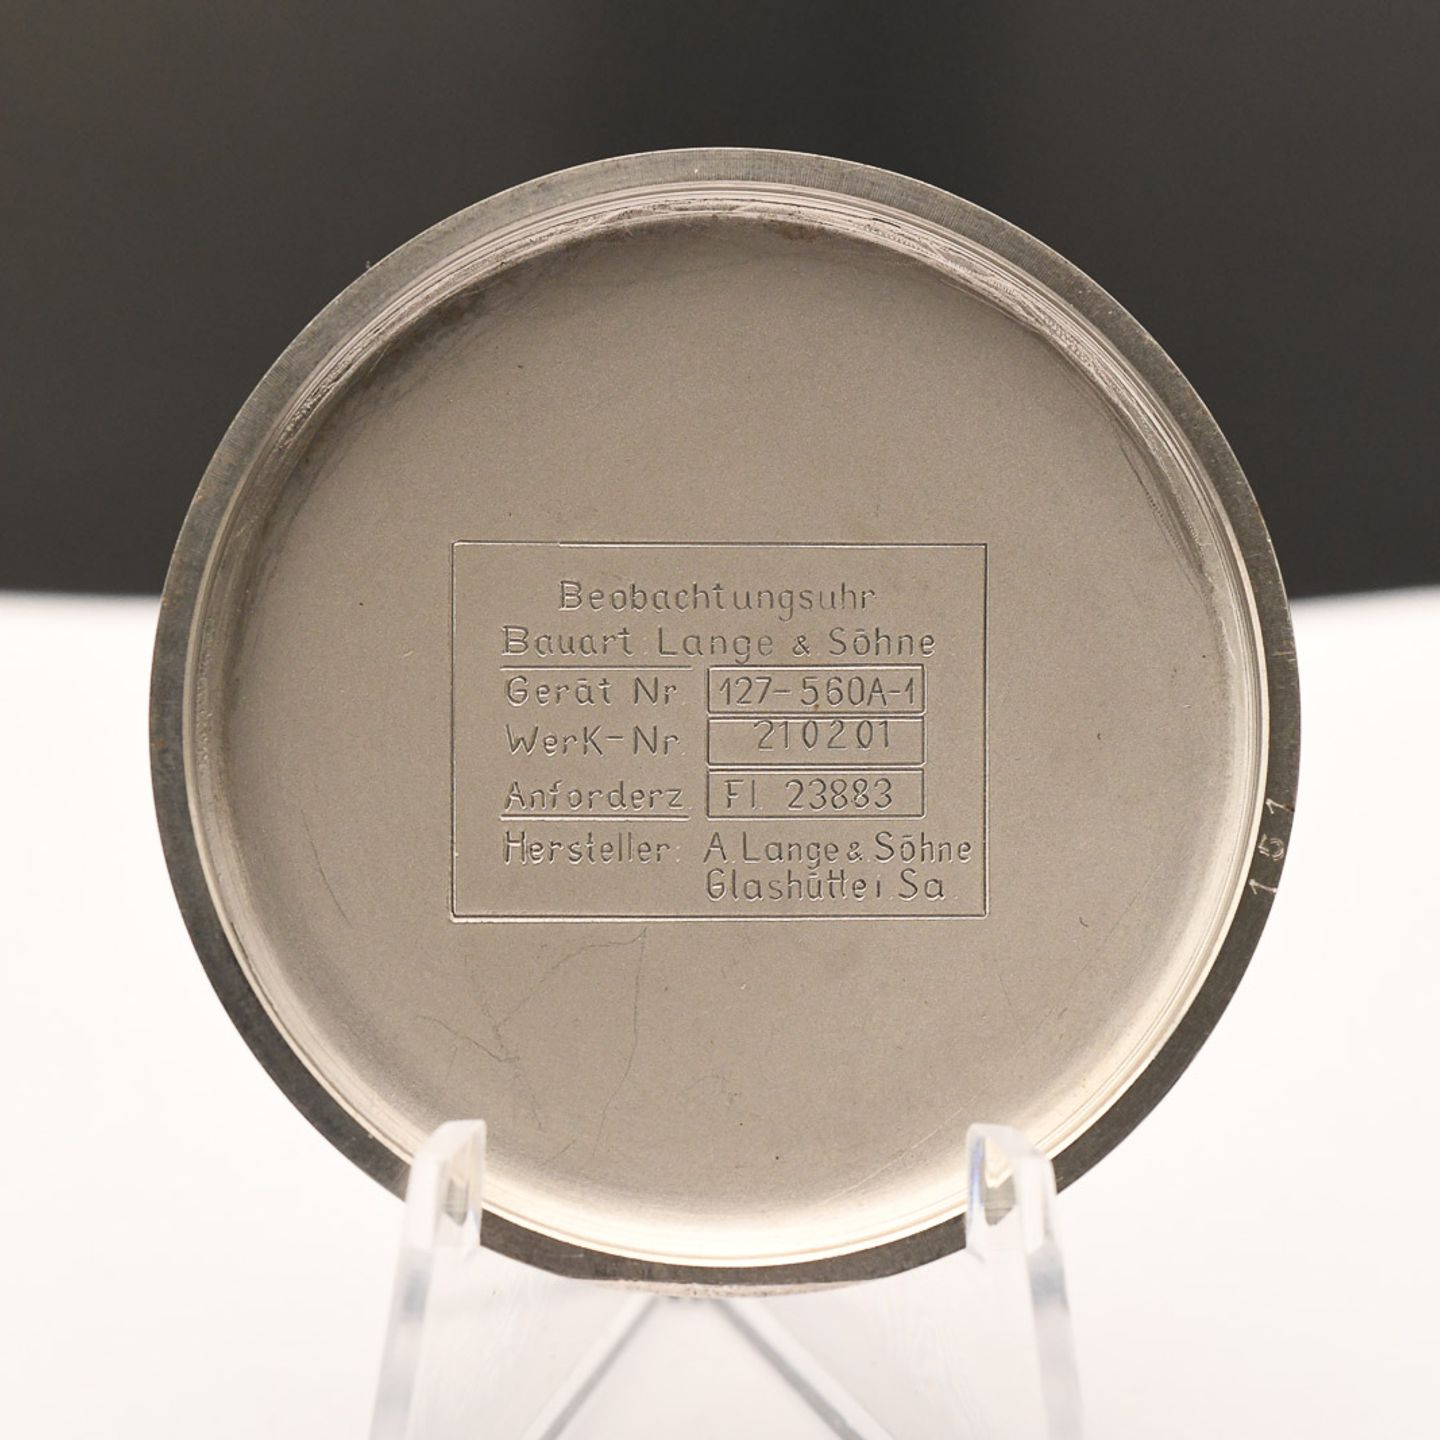 Beobachtungsuhr
Bauart Lange & Söhne
Gerät Nr. 127-560A-1
Werk-Nr. 210201
Anforderz. Fl. 23883
Hersteller: A. Lange & Söhne
Glashütte i. Sa.
151